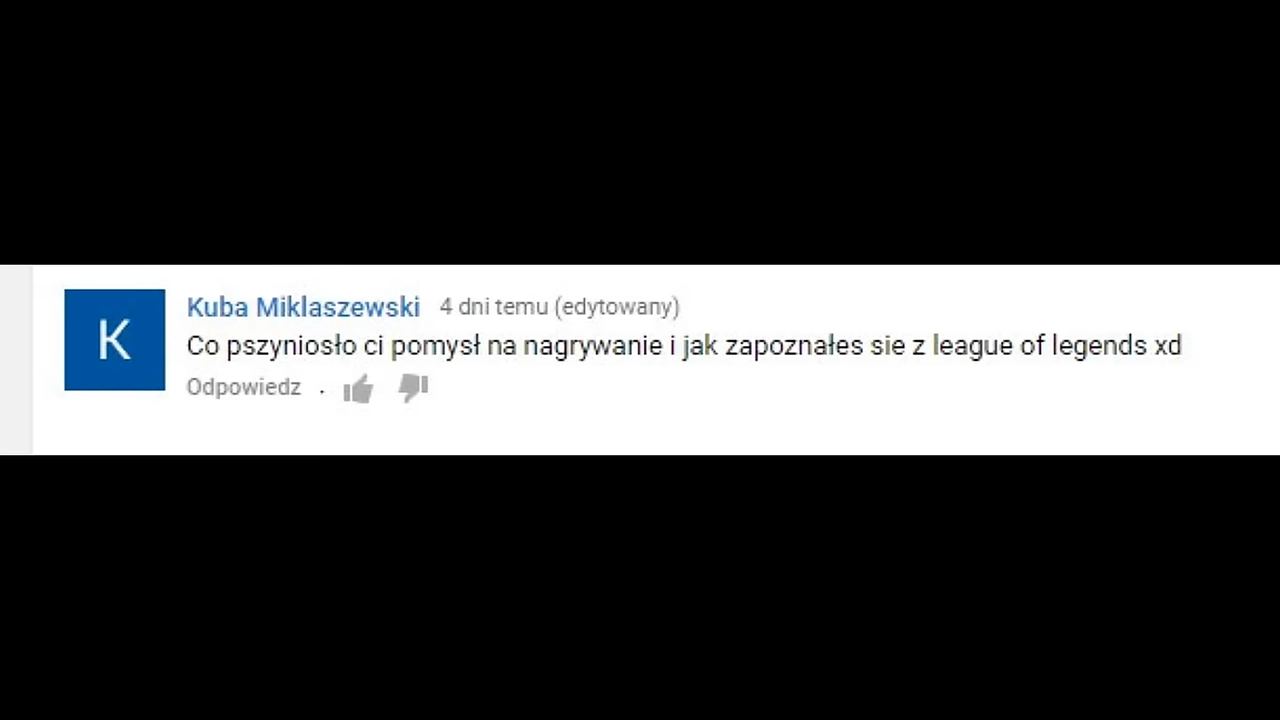 K
Kuba Miklaszewski 4 dni temu (edytowany)
Co pszyniosło ci pomysł na nagrywanie i jak zapoznałes sie z league of legends xd
Odpowiedz .